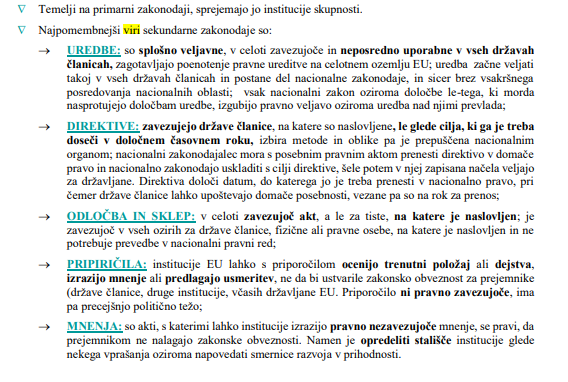 ∇ Temelji na primarni zakonodaji, sprejemajo jo institucije skupnosti.
∇ Najpomembnejši viri sekundarne zakonodaje so:
→ UREDBE: so splošno veljavne, v celoti zavezujoče in neposredno uporabne v vseh državah
članicah, zagotavljajo poenotenje pravne ureditve na celotnem ozemlju EU; uredba začne veljati
takoj v vseh državah članicah in postane del nacionalne zakonodaje, in sicer brez vsakršnega
posredovanja nacionalnih oblasti; vsak nacionalni zakon oziroma določbe le-tega, ki morda
nasprotujejo določbam uredbe, izgubijo pravno veljavo oziroma uredba nad njimi prevlada;
→ DIREKTIVE: zavezujejo države članice, na katere so naslovljene, le glede cilja, ki ga je treba
doseči v določnem časovnem roku, izbira metode in oblike pa je prepuščena nacionalnim
organom; nacionalni zakonodajalec mora s posebnim pravnim aktom prenesti direktivo v domače
pravo in nacionalno zakonodajo uskladiti s cilji direktive, šele potem v njej zapisana načela veljajo
za državljane. Direktiva določi datum, do katerega jo je treba prenesti v nacionalno pravo, pri
čemer države članice lahko upoštevajo domače posebnosti, vezane pa so na rok za prenos;
→ ODLOČBA IN SKLEP: v celoti zavezujoč akt, a le za tiste, na katere je naslovljen; je
zavezujoč v vseh ozirih za države članice, fizične ali pravne osebe, na katere je naslovljen in ne
potrebuje prevedbe v nacionalni pravni red;
→ PRIPIRIČILA: institucije EU lahko s priporočilom ocenijo trenutni položaj ali dejstva,
izrazijo mnenje ali predlagajo usmeritev, ne da bi ustvarile zakonsko obveznost za prejemnike
(države članice, druge institucije, včasih državljane EU. Priporočilo ni pravno zavezujoče, ima
pa precejšnjo politično težo;
→ MNENJA: so akti, s katerimi lahko institucije izrazijo pravno nezavezujoče mnenje, se pravi, da
prejemnikom ne nalagajo zakonske obveznosti. Namen je opredeliti stališče institucije glede
nekega vprašanja oziroma napovedati smernice razvoja v prihodnosti.